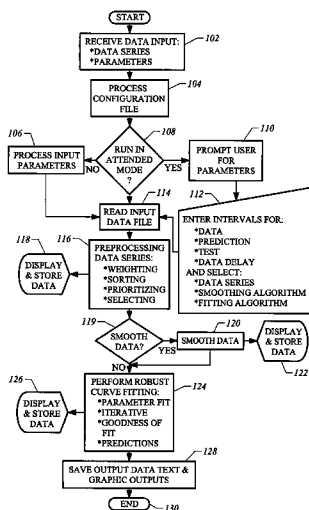 START
RECEIVE DATA INPUT:
*DATA SERIES
*PARAMETERS
102
PROCESS
CONFIGURATION
FILE
104
106
108
110
PROCESS INPUT
PARAMETERS
NO
RUN IN
ATTENDED
MODE
?
YES
PROMPT USER
FOR
PARAMETERS
112
114
READ INPUT
DATA FILE
ENTER INTERVALS FOR:
*DATA
*PREDICTION
*TEST
*DATA DELAY
AND SELECT:
*DATA SERIES
*SMOOTHING ALGORITHM
*FITTING ALGORITHM
118
116
DISPLAY
& STORE
DATA
PREPROCESSING
DATA SERIES:
*WEIGHTING
*SORTING
*PRIORITIZING
*SELECTING
119
120
SMOOTH
DATA?
YES
SMOOTH DATA
DISPLAY
& STORE
DATA
122
NO
126
124
DISPLAY
& STORE
DATA
PERFORM ROBUST
CURVE FITTING:
*PARAMETER FIT
*ITERATIVE
*GOODNESS OF
FIT
*PREDICTIONS
128
SAVE OUTPUT DATA TEXT &
GRAPHIC OUTPUTS
END
130